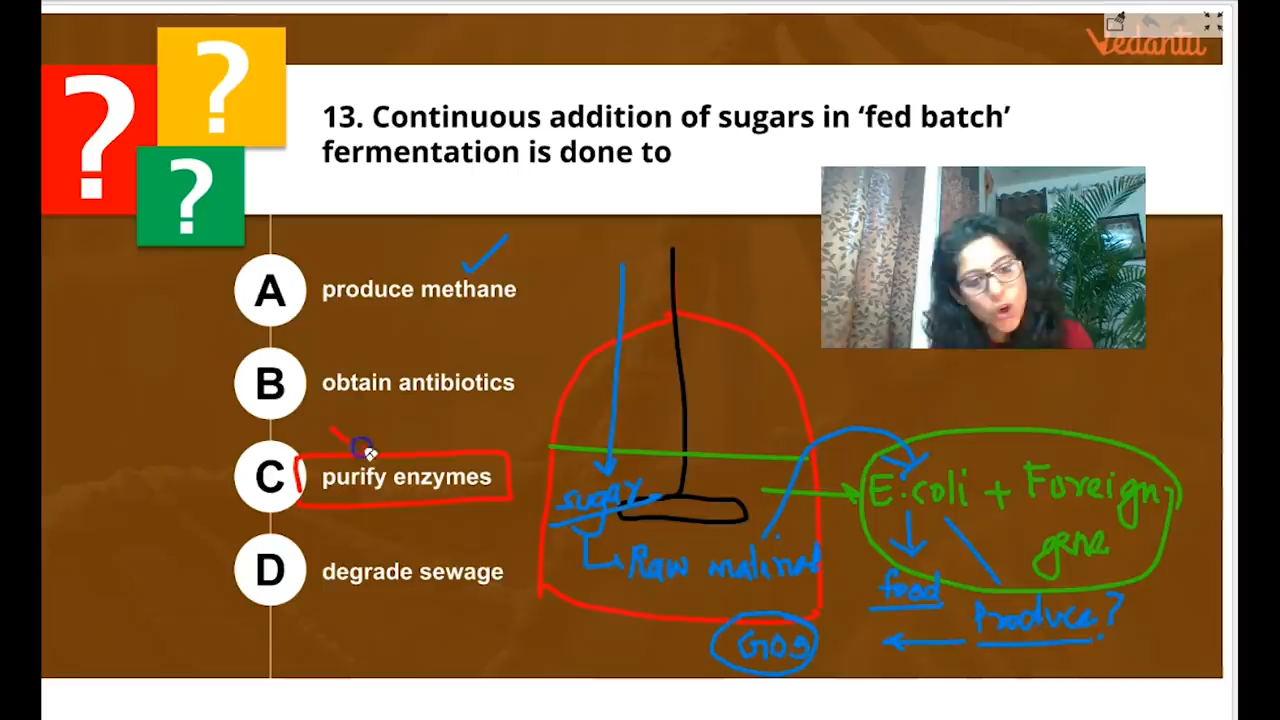 Vedantu
?
?
?
13. Continuous addition of sugars in ‘fed batch’
fermentation is done to
A produce methane
B obtain antibiotics
C purify enzymes
D degrade sewage
sugar
Raw material
E.coli + Foreign
gene
food
Produce?